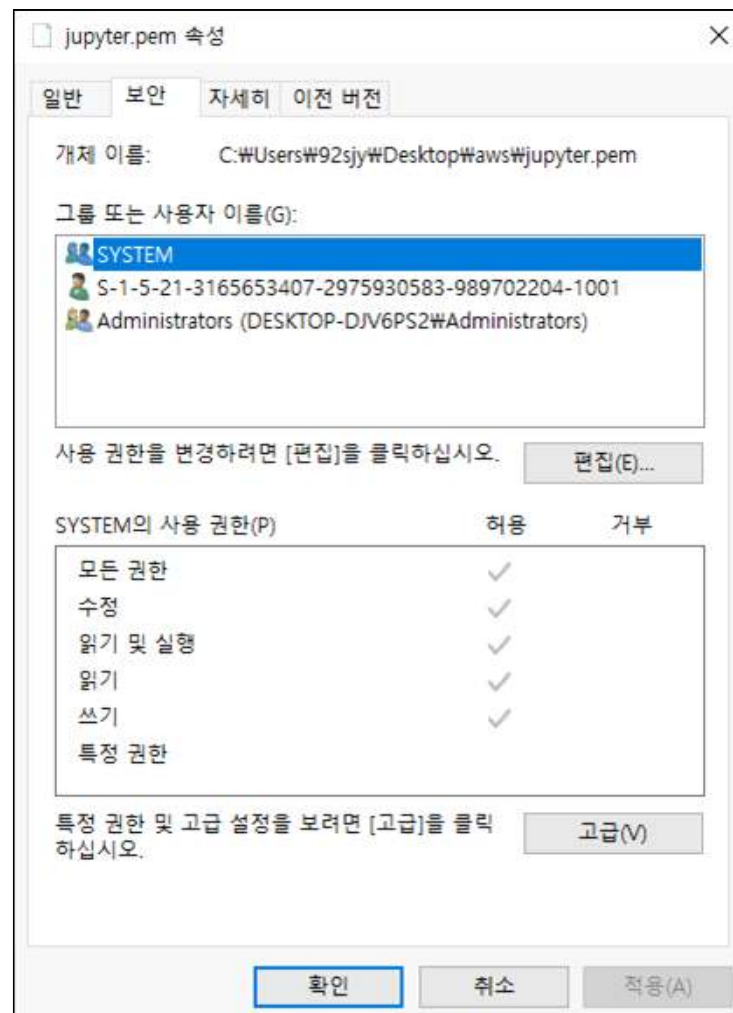 jupyter.pem 속성
일반 보안 자세히 이전 버전
개체 이름: C:₩Users₩92sjy₩Desktop₩aws₩jupyter.pem
그룹 또는 사용자 이름(G):
SYSTEM
S-1-5-21-3165653407-2975930583-989702204-1001
Administrators (DESKTOP-DJV6PS2₩Administrators)
사용 권한을 변경하려면 [편집]을 클릭하십시오. 편집(E)...
SYSTEM의 사용 권한(P) 허용 거부
모든 권한
수정
읽기 및 실행
읽기
쓰기
특정 권한
특정 권한 및 고급 설정을 보려면 [고급]을 클릭
하십시오. 고급(V)
확인 취소 적용(A)